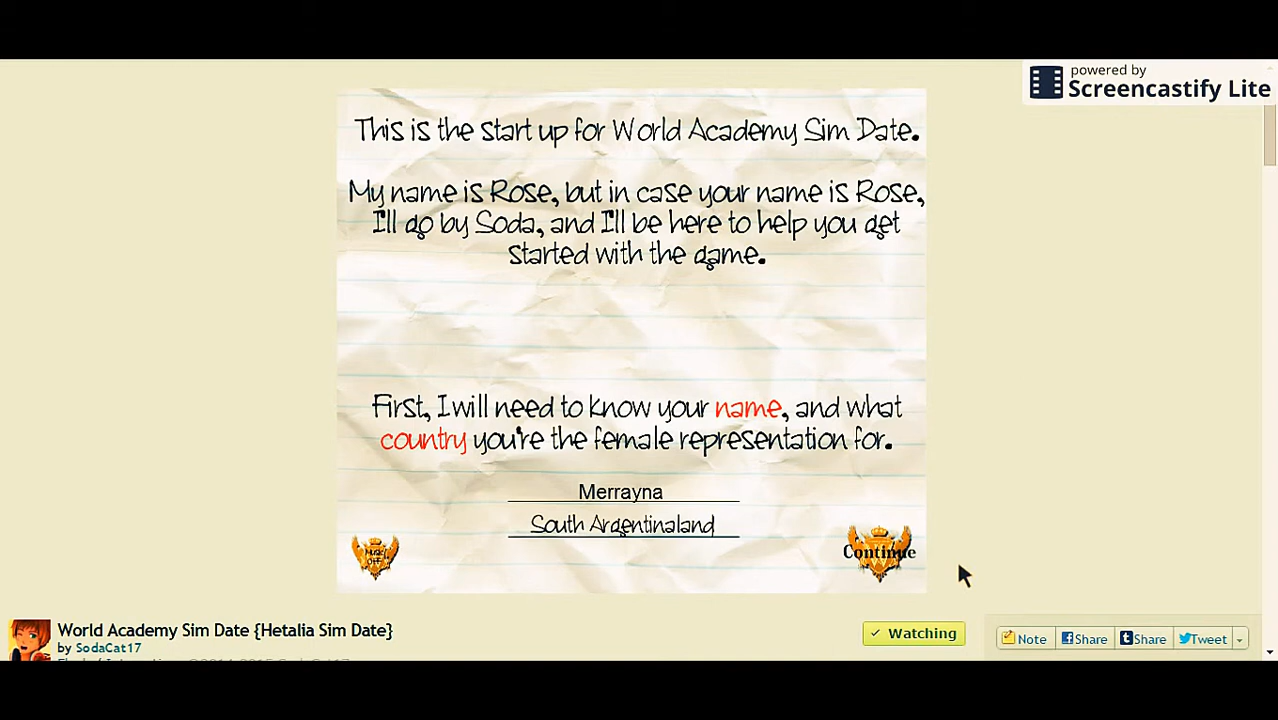 powered by
Screencastify Lite
This is the start up for World Academy Sim Date.
My name is Rose, but in case your name is Rose,
I'll go by Soda, and I'll be here to help you get
started with the game.
First, I will need to know your name, and what
country you're the female representation for.
Merrayna
South Argentinaland
Music
OFF
Continue
World Academy Sim Date {Hetalia Sim Date}
✓ Watching
Note
Share
Share
Tweet
by SodaCat17